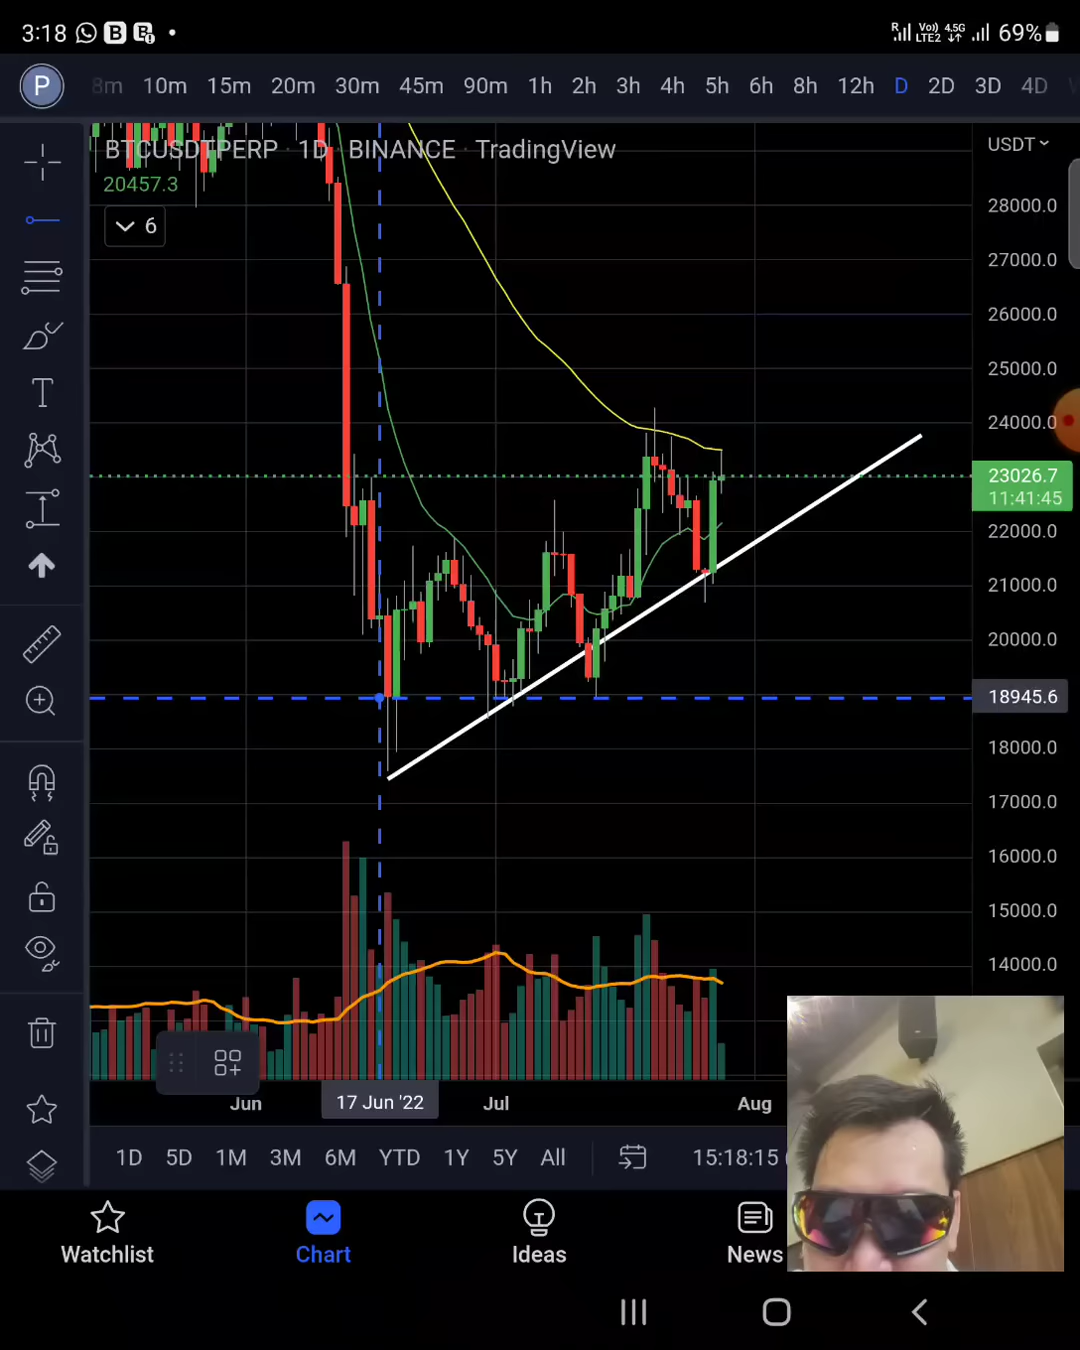 3:18
R Vo) LTE2 4.5G 69%
P 8m 10m 15m 20m 30m 45m 90m 1h 2h 3h 4h 5h 6h 8h 12h D 2D 3D 4D
BTCUSDTPERP · 1D · BINANCE TradingView
USDT
20457.3
6
28000.0
27000.0
26000.0
25000.0
24000.0
23026.7
11:41:45
22000.0
21000.0
20000.0
18945.6
18000.0
17000.0
16000.0
15000.0
14000.0
T
Jun 17 Jun '22 Jul Aug
1D 5D 1M 3M 6M YTD 1Y 5Y All 15:18:15
Watchlist Chart Ideas News